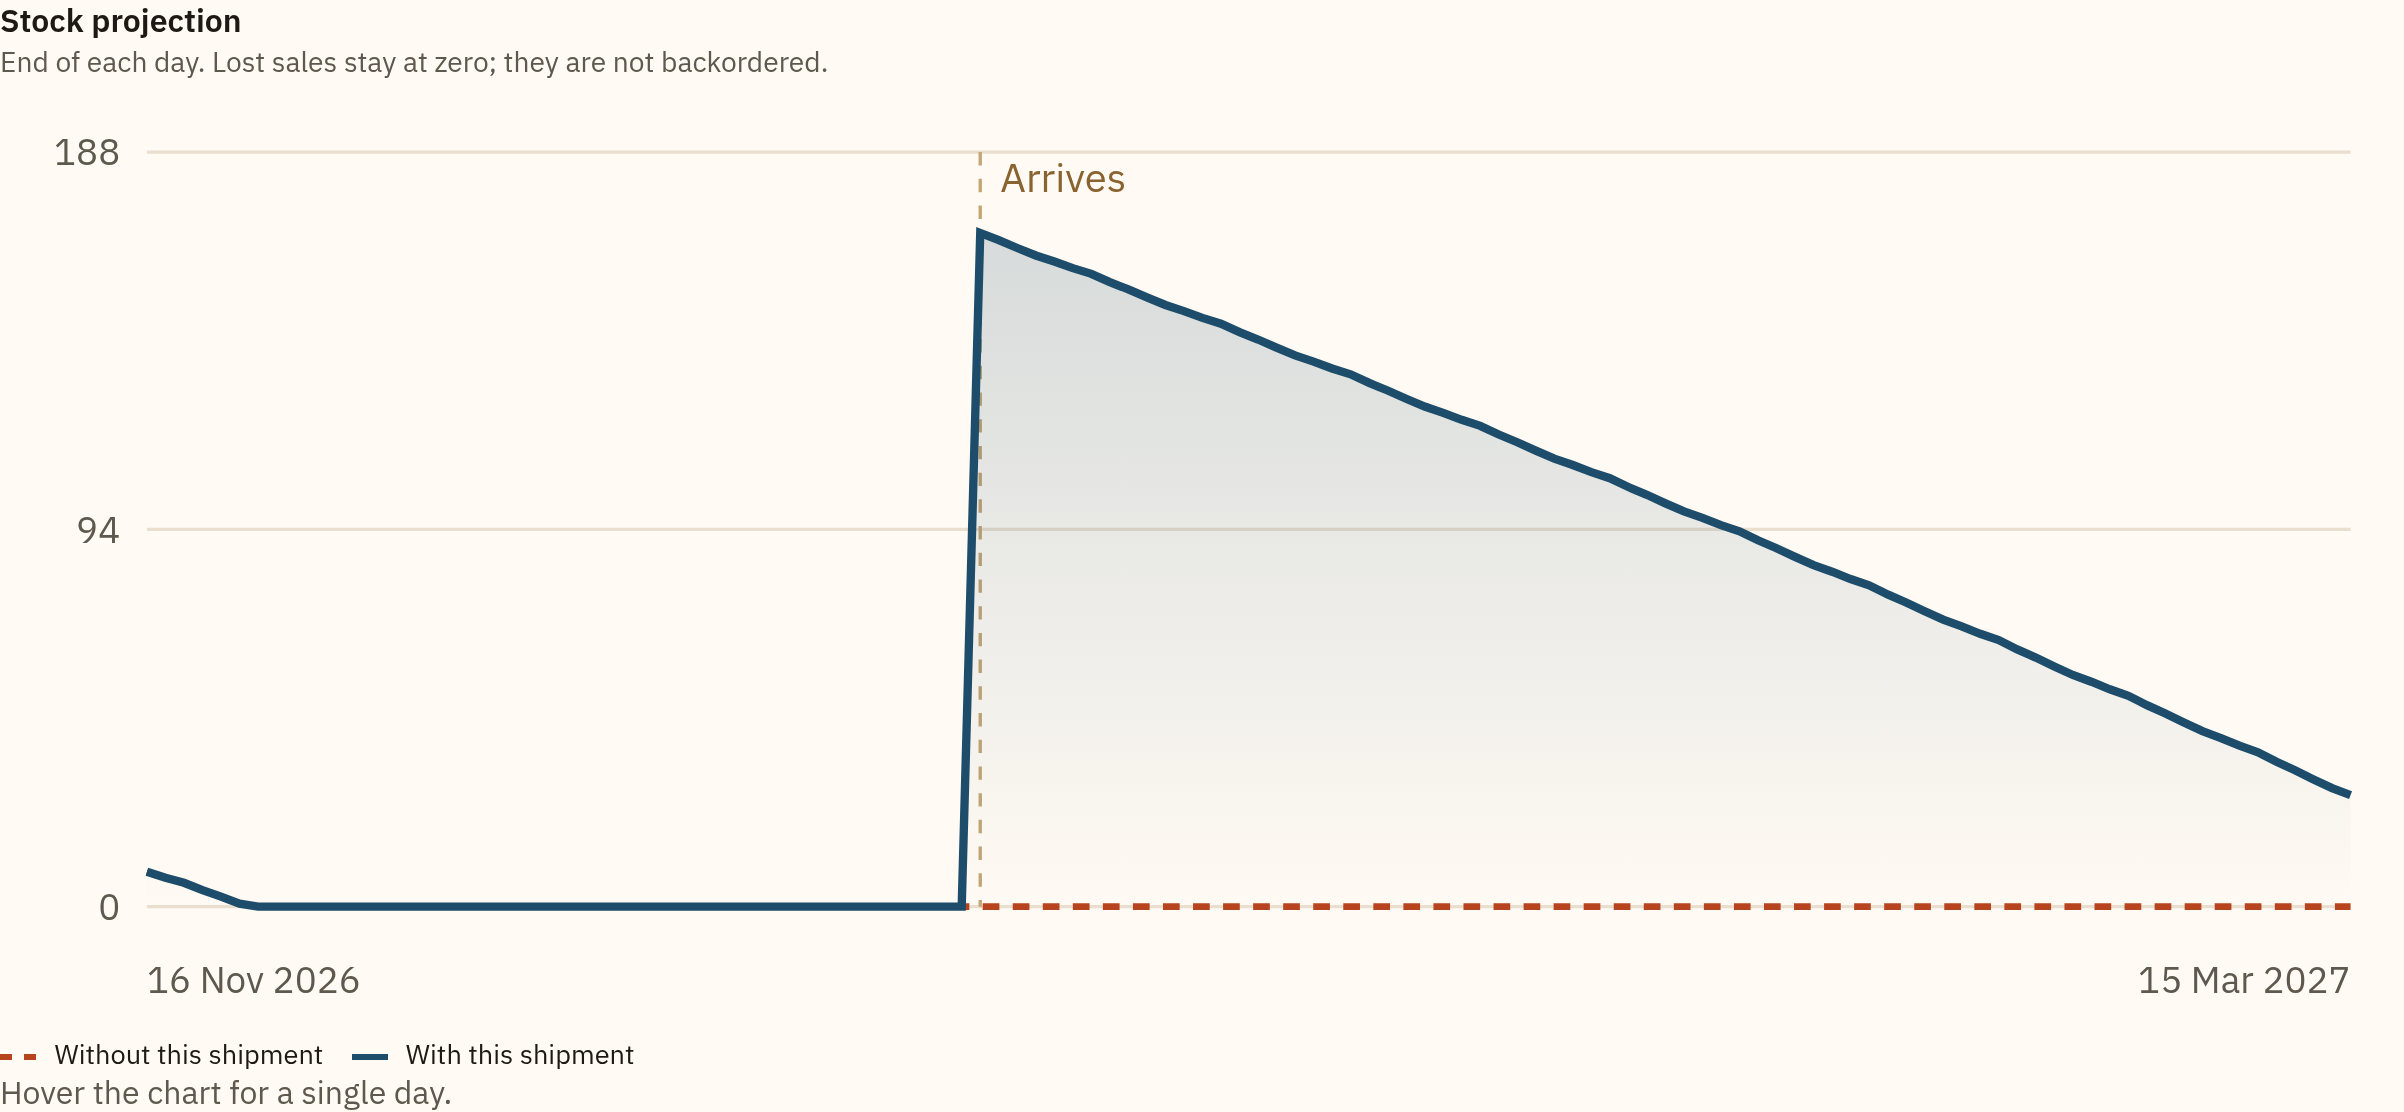 Stock projection
End of each day. Lost sales stay at zero; they are not backordered.
188
Arrives
94
0
16 Nov 2026 15 Mar 2027
Without this shipment With this shipment
Hover the chart for a single day.